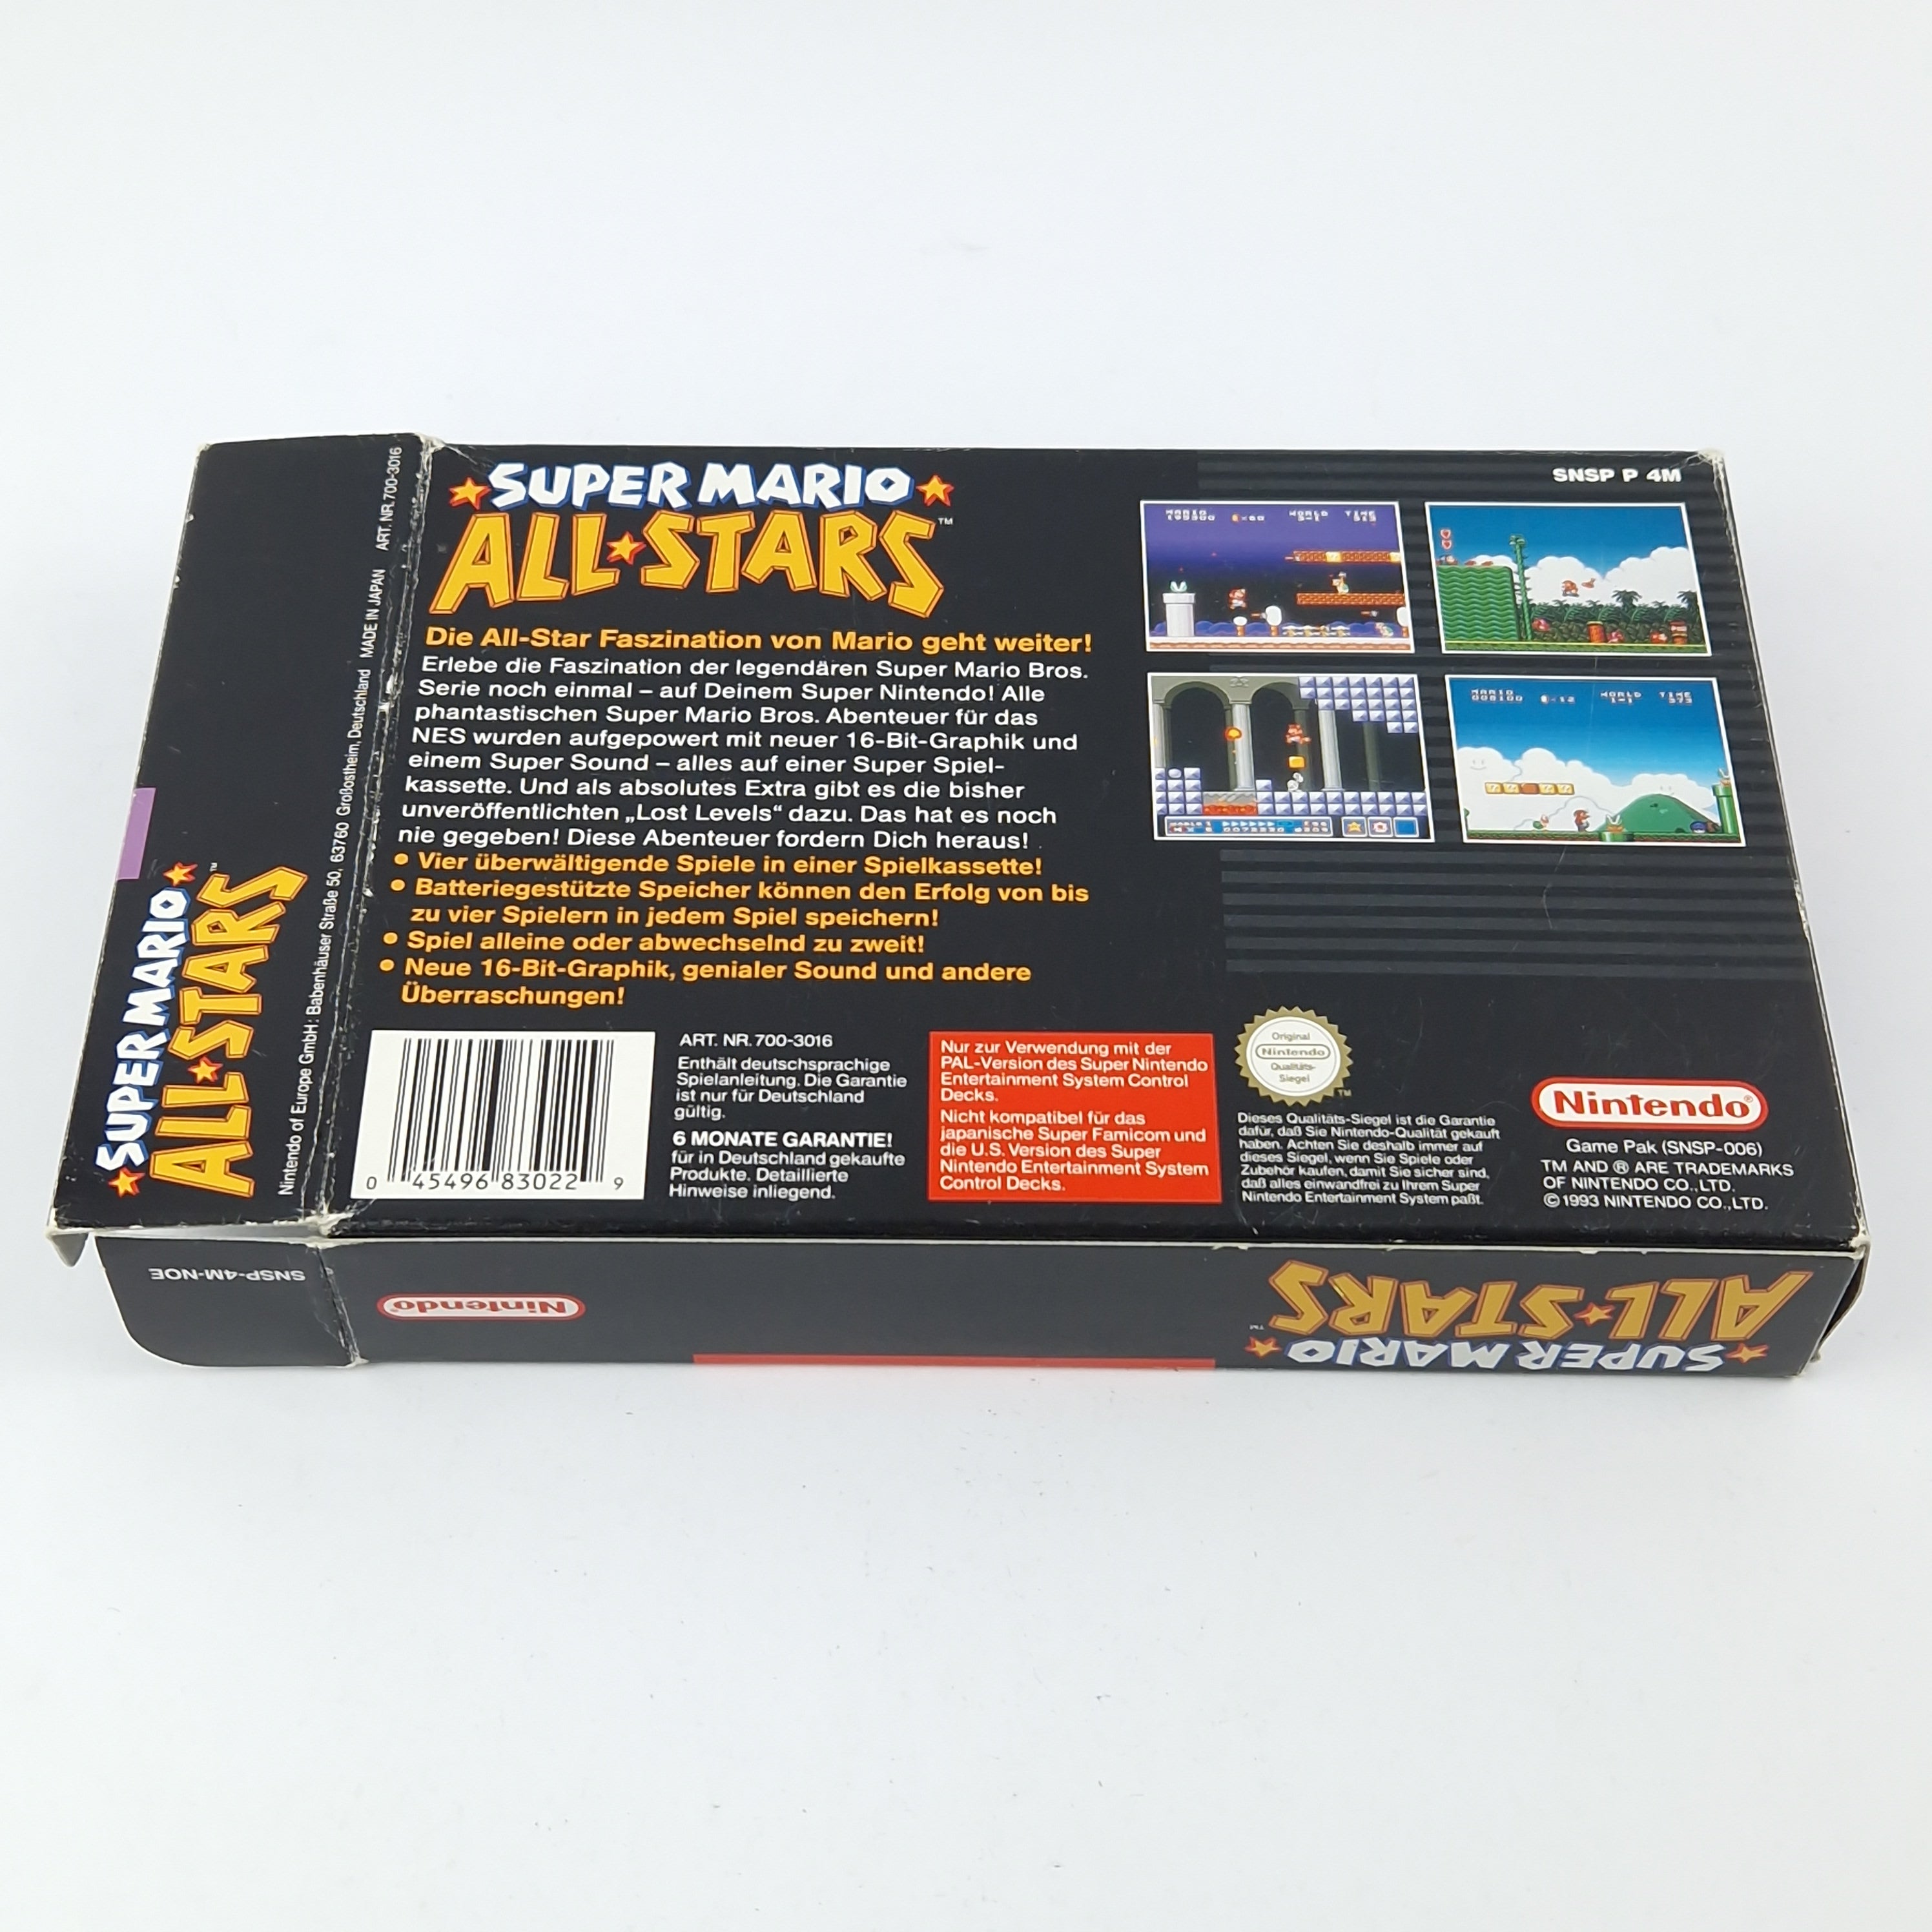 SUPER MARIO
ALL★STARS™
Die All-Star Faszination von Mario geht weiter!
Erlebe die Faszination der legendären Super Mario Bros.
Serie noch einmal – auf Deinem Super Nintendo! Alle
phantastischen Super Mario Bros. Abenteuer für das
NES wurden aufgepowert mit neuer 16-Bit-Graphik und
einem Super Sound – alles auf einer Super Spiel-
kassette. Und als absolutes Extra gibt es die bisher
unveröffentlichten „Lost Levels“ dazu. Das hat es noch
nie gegeben! Diese Abenteuer fordern Dich heraus!
• Vier überwältigende Spiele in einer Spielkassette!
• Batteriegestützte Speicher können den Erfolg von bis
zu vier Spielern in jedem Spiel speichern!
• Spiel alleine oder abwechselnd zu zweit!
• Neue 16-Bit-Graphik, genialer Sound und andere
Überraschungen!
SNSP P 4M
MARIO WORLD TIME
MARIO WORLD TIME
0 45496 83022 9
ART. NR. 700-3016
Enthält deutschsprachige
Spielanleitung. Die Garantie
ist nur für Deutschland
gültig.
6 MONATE GARANTIE!
für in Deutschland gekaufte
Produkte. Detaillierte
Hinweise inliegend.
Nur zur Verwendung mit der
PAL-Version des Super Nintendo
Entertainment System Control
Decks.
Nicht kompatibel für das
japanische Super Famicom und
die U.S. Version des Super
Nintendo Entertainment System
Control Decks.
Original
Nintendo
Qualitäts-
Siegel
TM
Dieses Qualitäts-Siegel ist die Garantie
dafür, daß Sie Nintendo-Qualität gekauft
haben. Achten Sie deshalb immer auf
dieses Siegel, wenn Sie Spiele oder
Zubehör kaufen, damit Sie sicher sind,
daß alles einwandfrei zu Ihrem Super
Nintendo Entertainment System paßt.
Nintendo®
Game Pak (SNSP-006)
TM AND ® ARE TRADEMARKS
OF NINTENDO CO., LTD.
© 1993 NINTENDO CO., LTD.
SUPER MARIO
ALL★STARS™
Nintendo of Europe GmbH: Babenhäuser Straße 50, 63760 Großostheim, Deutschland MADE IN JAPAN ART. NR. 700-3016
SNSP-4M-NOE
Nintendo®
SUPER MARIO
ALL★STARS™